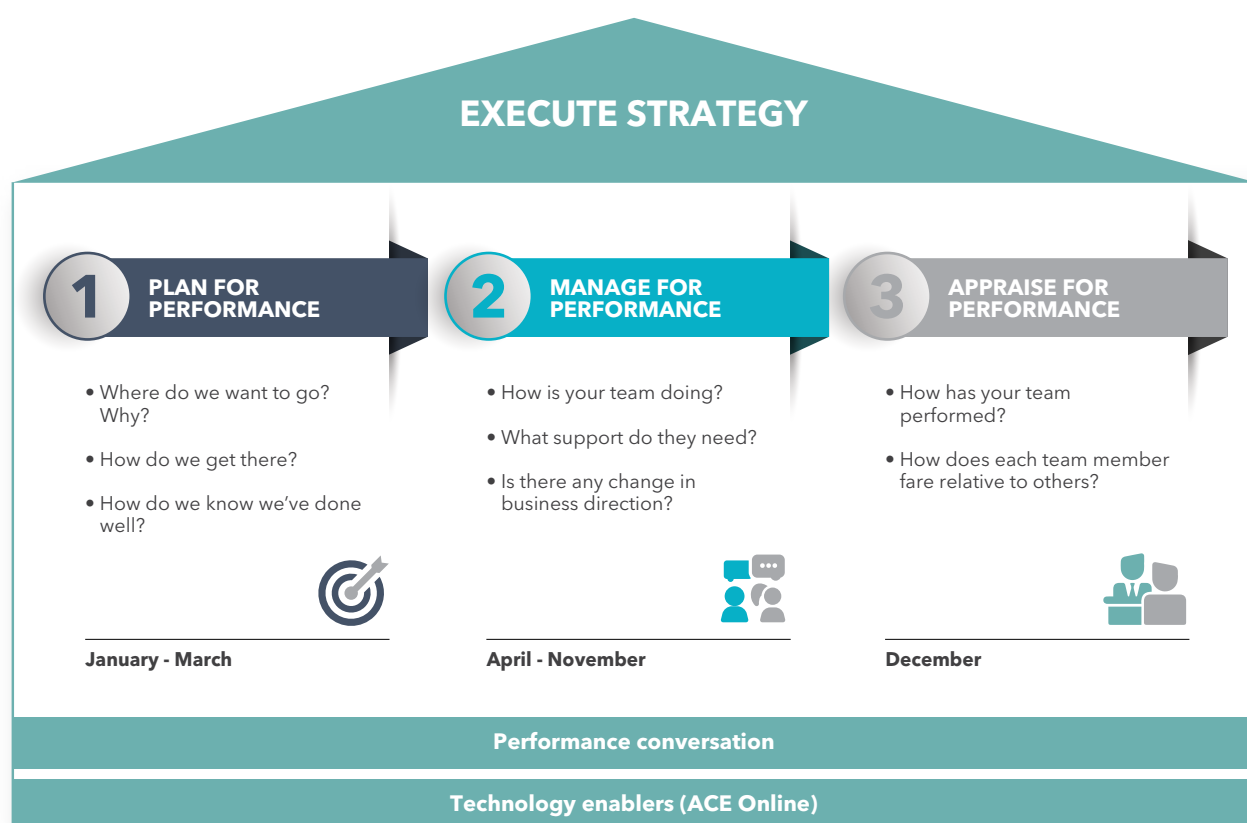 EXECUTE STRATEGY
1
PLAN FOR
PERFORMANCE
• Where do we want to go?
Why?
• How do we get there?
• How do we know we’ve done
well?
January - March
2
MANAGE FOR
PERFORMANCE
• How is your team doing?
• What support do they need?
• Is there any change in
business direction?
April - November
3
APPRAISE FOR
PERFORMANCE
• How has your team
performed?
• How does each team member
fare relative to others?
December
Performance conversation
Technology enablers (ACE Online)